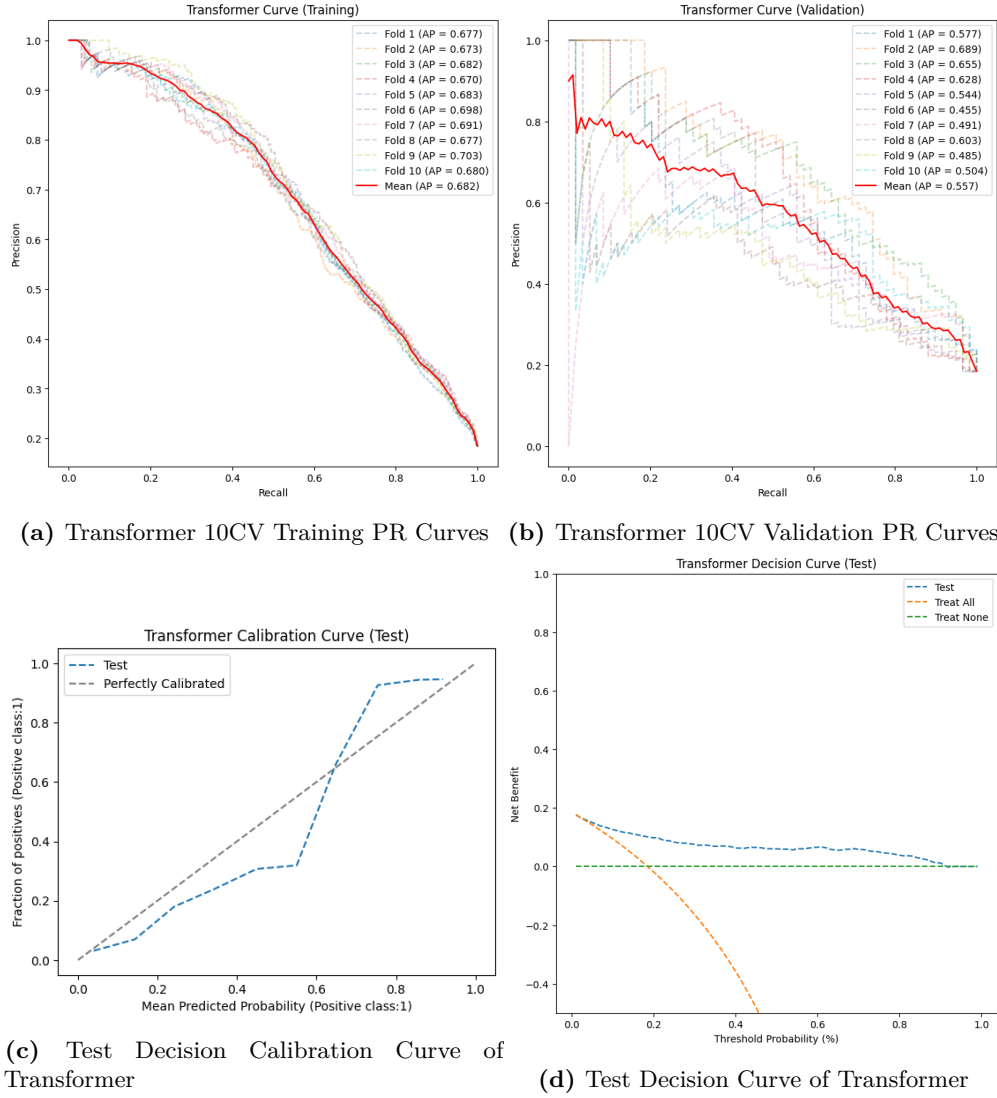 Transformer Curve (Training)
Precision
1.0
0.9
0.8
0.7
0.6
0.5
0.4
0.3
0.2
Fold 1 (AP = 0.677)
Fold 2 (AP = 0.673)
Fold 3 (AP = 0.682)
Fold 4 (AP = 0.670)
Fold 5 (AP = 0.683)
Fold 6 (AP = 0.698)
Fold 7 (AP = 0.691)
Fold 8 (AP = 0.677)
Fold 9 (AP = 0.703)
Fold 10 (AP = 0.680)
Mean (AP = 0.682)
0.0 0.2 0.4 0.6 0.8 1.0
Recall
(a) Transformer 10CV Training PR Curves
Transformer Curve (Validation)
Precision
1.0
0.8
0.6
0.4
0.2
0.0
Fold 1 (AP = 0.577)
Fold 2 (AP = 0.689)
Fold 3 (AP = 0.655)
Fold 4 (AP = 0.628)
Fold 5 (AP = 0.544)
Fold 6 (AP = 0.455)
Fold 7 (AP = 0.491)
Fold 8 (AP = 0.603)
Fold 9 (AP = 0.485)
Fold 10 (AP = 0.504)
Mean (AP = 0.557)
0.0 0.2 0.4 0.6 0.8 1.0
Recall
(b) Transformer 10CV Validation PR Curves
Transformer Calibration Curve (Test)
Fraction of positives (Positive class:1)
1.0
0.8
0.6
0.4
0.2
0.0
Test
Perfectly Calibrated
0.0 0.2 0.4 0.6 0.8 1.0
Mean Predicted Probability (Positive class:1)
(c) Test Decision Calibration Curve of
Transformer
Transformer Decision Curve (Test)
Net Benefit
1.0
0.8
0.6
0.4
0.2
0.0
−0.2
−0.4
Test
Treat All
Treat None
0.0 0.2 0.4 0.6 0.8 1.0
Threshold Probability (%)
(d) Test Decision Curve of Transformer